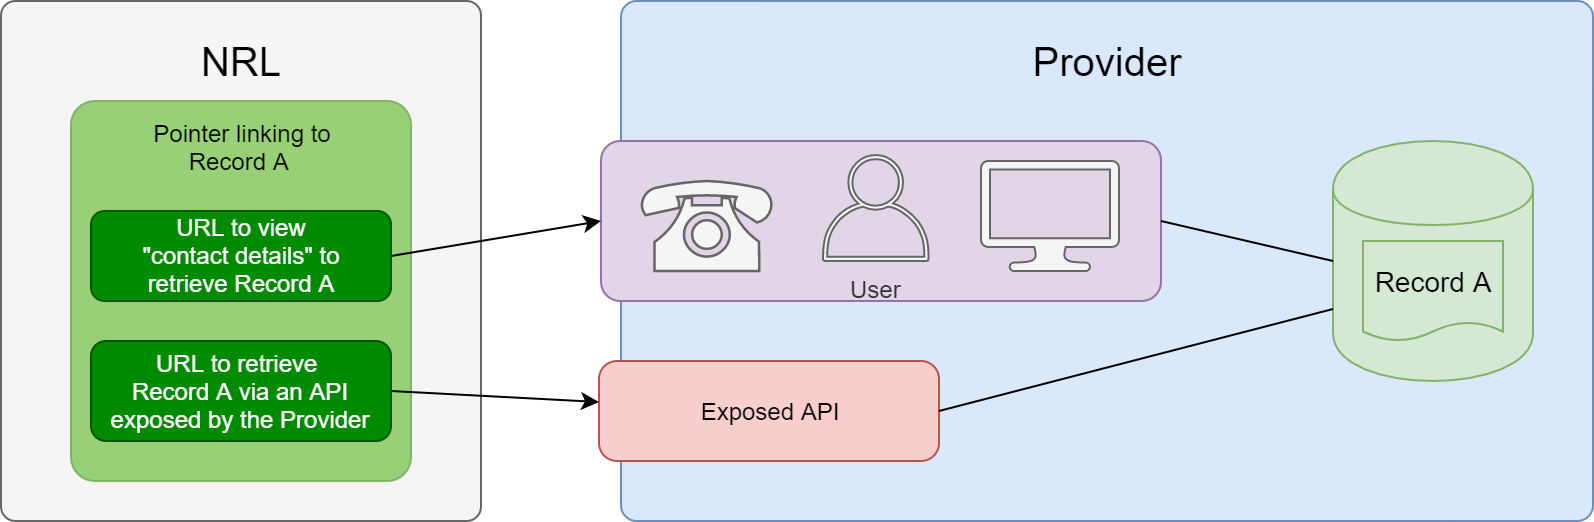 NRL
Pointer linking to
Record A
URL to view
"contact details" to
retrieve Record A
URL to retrieve
Record A via an API
exposed by the Provider
Provider
User
Exposed API
Record A